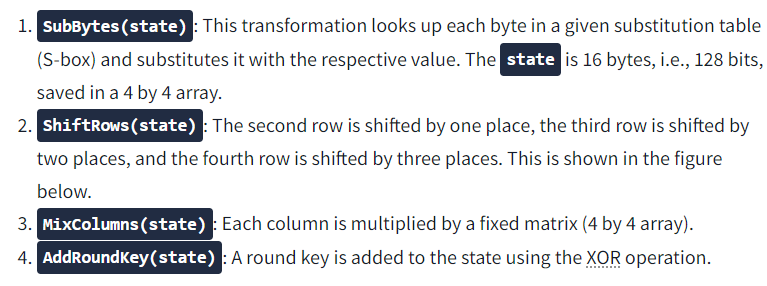 1. SubBytes(state) : This transformation looks up each byte in a given substitution table
(S-box) and substitutes it with the respective value. The state is 16 bytes, i.e., 128 bits,
saved in a 4 by 4 array.
2. ShiftRows(state) : The second row is shifted by one place, the third row is shifted by
two places, and the fourth row is shifted by three places. This is shown in the figure
below.
3. MixColumns(state) : Each column is multiplied by a fixed matrix (4 by 4 array).
4. AddRoundKey(state) : A round key is added to the state using the XOR operation.